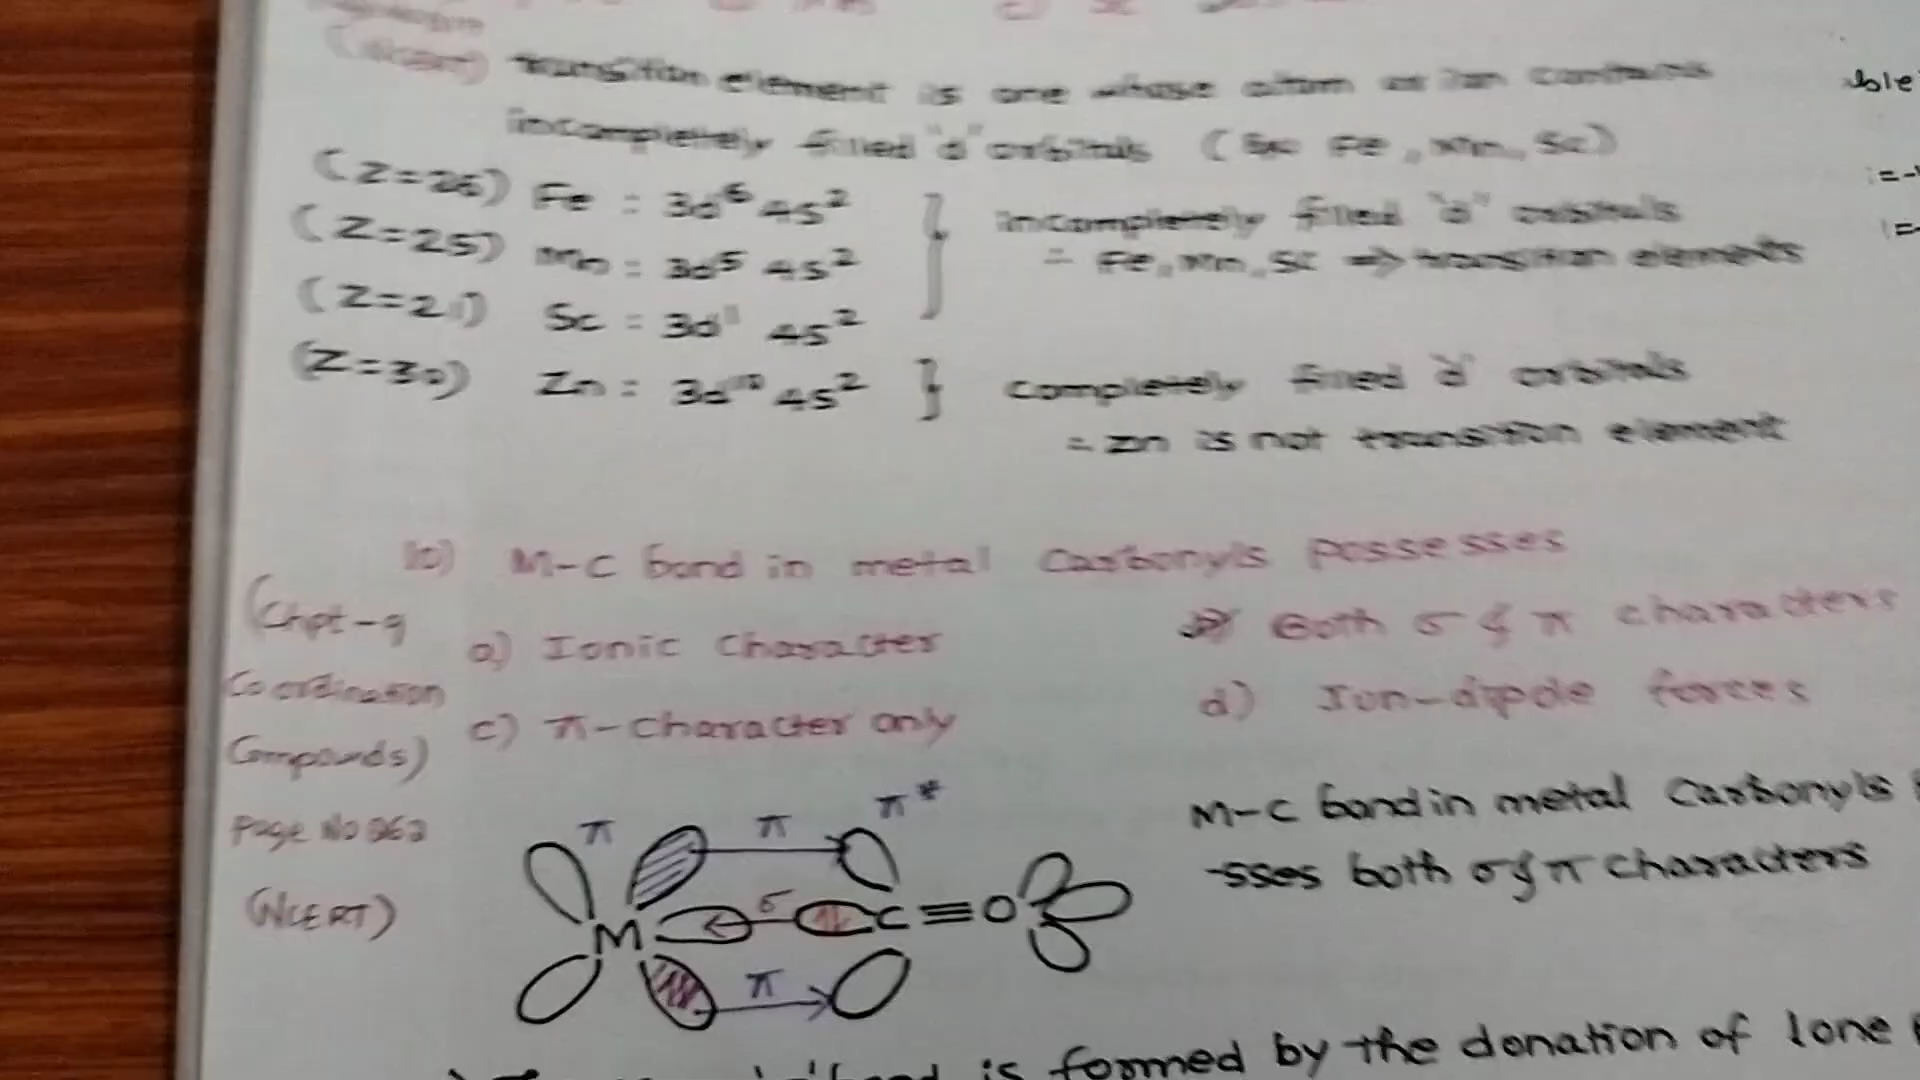 (NCERT) transition element is one whose atom or ion contains
incompletely filled "d" orbitals (Sc Fe, Mn, Sc)
(Z=26) Fe : 3d⁶ 4s²
(Z=25) Mn : 3d⁵ 4s²
(Z=21) Sc : 3d¹ 4s²
incompletely filled "d" orbitals
= Fe, Mn, Sc ⇒ transition elements
(Z=30) Zn : 3d¹⁰ 4s²
completely filled "d" orbitals
= Zn is not transition element
10) M-C bond in metal Carbonyls Possesses
a) Ionic Character
Both σ & π characters
c) π-Character only
d) Ion-dipole forces
(Chpt-9
Coordination
Compounds)
Page No 262
(NCERT)
π π π*
M σ C≡O
π
M-C bond in metal Carbonyls
-sses both σ & π characters
is formed by the donation of lone